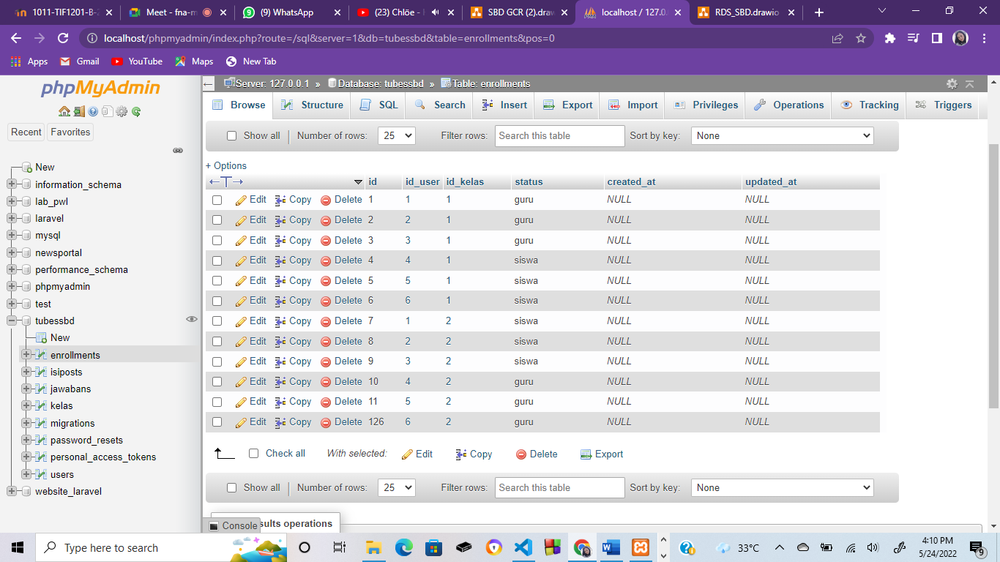 1011-TIF1201-B-2
Meet - fna-m
(9) WhatsApp
(23) Chlöe -
SBD GCR (2).draw
localhost / 127.0.
RDS_SBD.drawio
localhost/phpmyadmin/index.php?route=/sql&server=1&db=tubessbd&table=enrollments&pos=0
Apps Gmail YouTube Maps New Tab
phpMyAdmin
Recent Favorites
New
information_schema
lab_pwl
laravel
mysql
newsportal
performance_schema
phpmyadmin
test
tubessbd
New
enrollments
isiposts
jawabans
kelas
migrations
password_resets
personal_access_tokens
users
website_laravel
Server: 127.0.0.1 » Database: tubessbd » Table: enrollments
Browse Structure SQL Search Insert Export Import Privileges Operations Tracking Triggers
Show all Number of rows: 25 Filter rows: Search this table Sort by key: None
+ Options
id id_user id_kelas status created_at updated_at
Edit Copy Delete 1 1 1 guru NULL NULL
Edit Copy Delete 2 2 1 guru NULL NULL
Edit Copy Delete 3 3 1 guru NULL NULL
Edit Copy Delete 4 4 1 siswa NULL NULL
Edit Copy Delete 5 5 1 siswa NULL NULL
Edit Copy Delete 6 6 1 siswa NULL NULL
Edit Copy Delete 7 1 2 siswa NULL NULL
Edit Copy Delete 8 2 2 siswa NULL NULL
Edit Copy Delete 9 3 2 siswa NULL NULL
Edit Copy Delete 10 4 2 guru NULL NULL
Edit Copy Delete 11 5 2 guru NULL NULL
Edit Copy Delete 126 6 2 guru NULL NULL
Check all With selected: Edit Copy Delete Export
Show all Number of rows: 25 Filter rows: Search this table Sort by key: None
Console sults operations
Type here to search
33°C
4:10 PM
5/24/2022
9